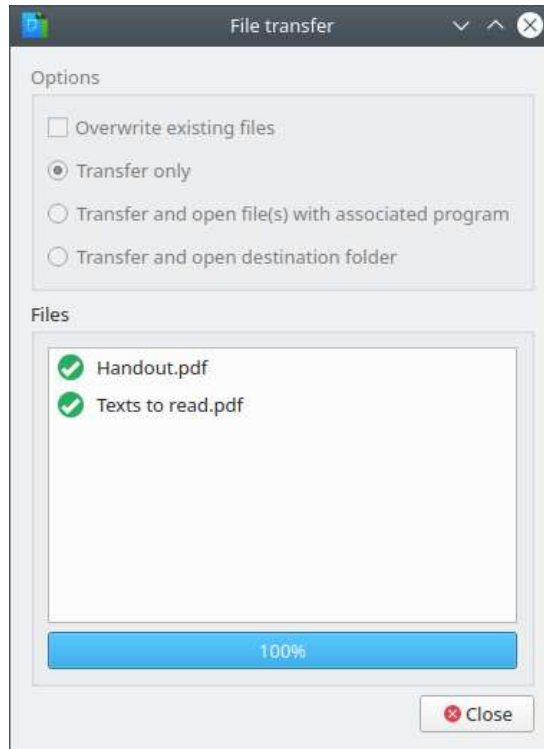 File transfer
Options
Overwrite existing files
Transfer only
Transfer and open file(s) with associated program
Transfer and open destination folder
Files
Handout.pdf
Texts to read.pdf
100%
Close